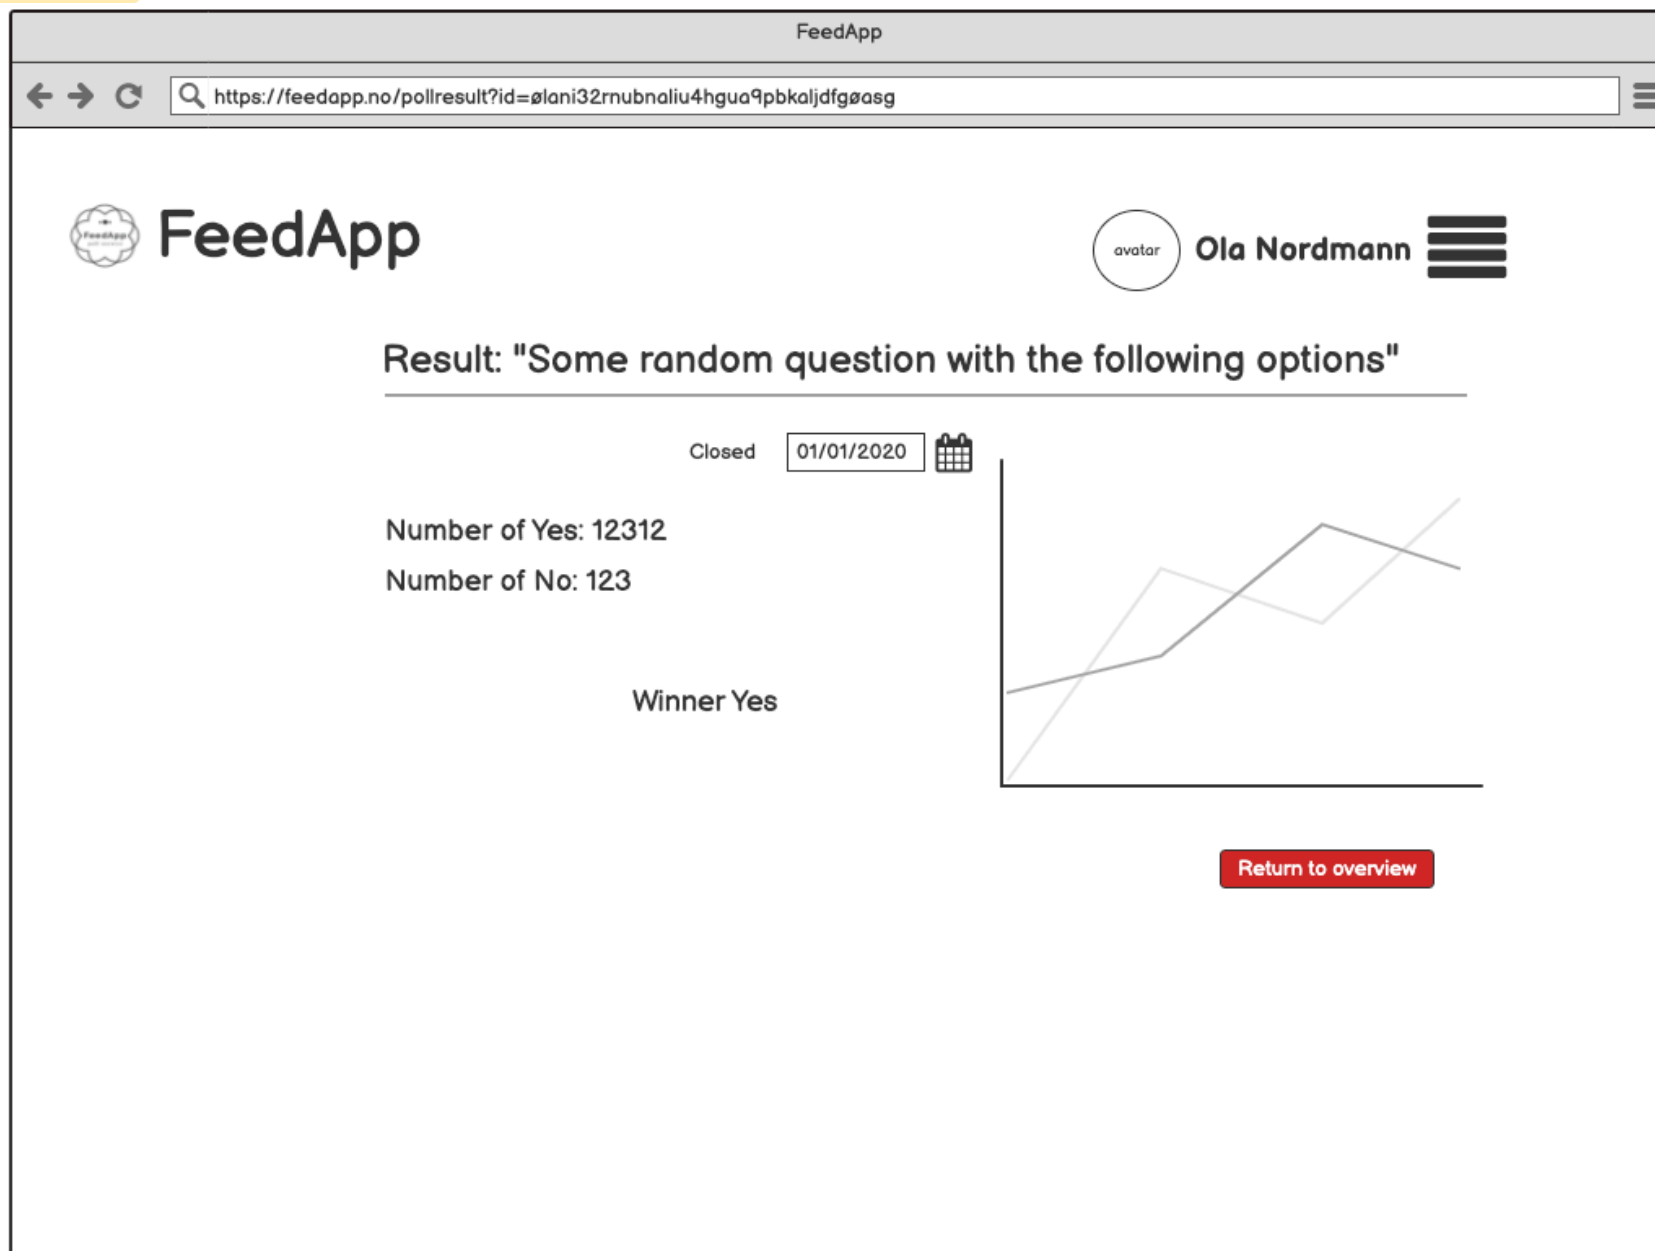 FeedApp
https://feedapp.no/pollresult?id=ølani32rnubnaliu4hgua9pbkaljdfgøasg
FeedApp
FeedApp
avatar
Ola Nordmann
Result: "Some random question with the following options"
Closed 01/01/2020
Number of Yes: 12312
Number of No: 123
Winner Yes
Return to overview